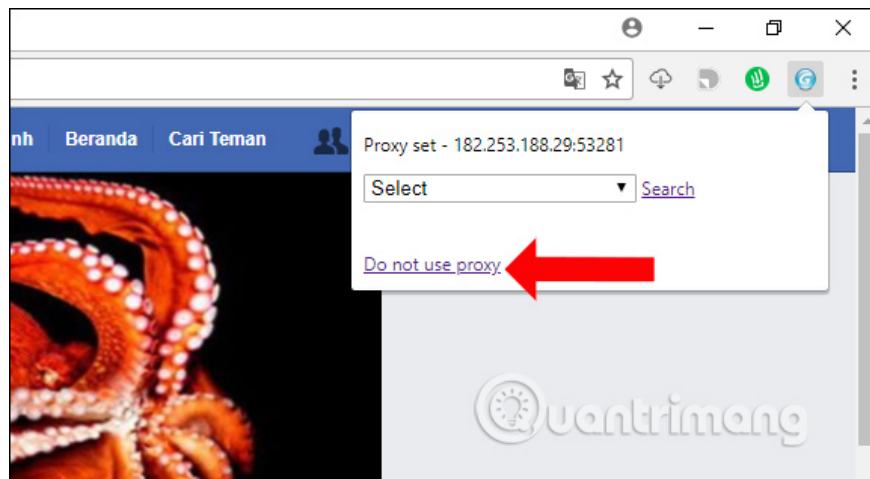 nh Beranda Cari Teman
Proxy set - 182.253.188.29:53281
Select Search
Do not use proxy
Quantrimang